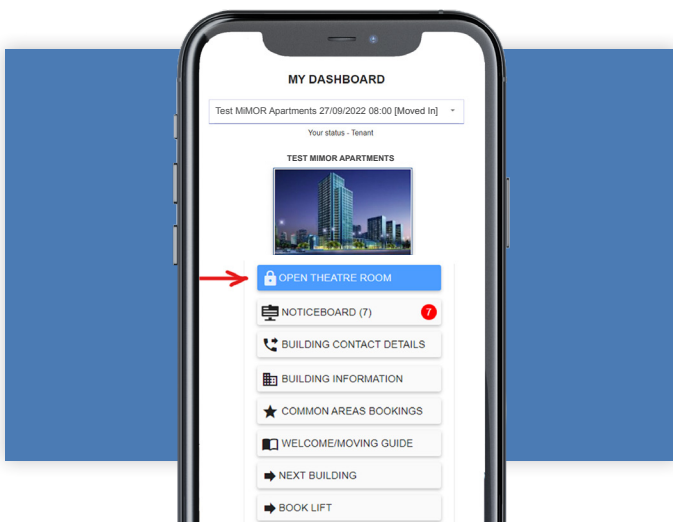 MY DASHBOARD
Test MiMOR Apartments 27/09/2022 08:00 [Moved In]
Your status - Tenant
TEST MIMOR APARTMENTS
OPEN THEATRE ROOM
NOTICEBOARD (7) 7
BUILDING CONTACT DETAILS
BUILDING INFORMATION
COMMON AREAS BOOKINGS
WELCOME/MOVING GUIDE
NEXT BUILDING
BOOK LIFT